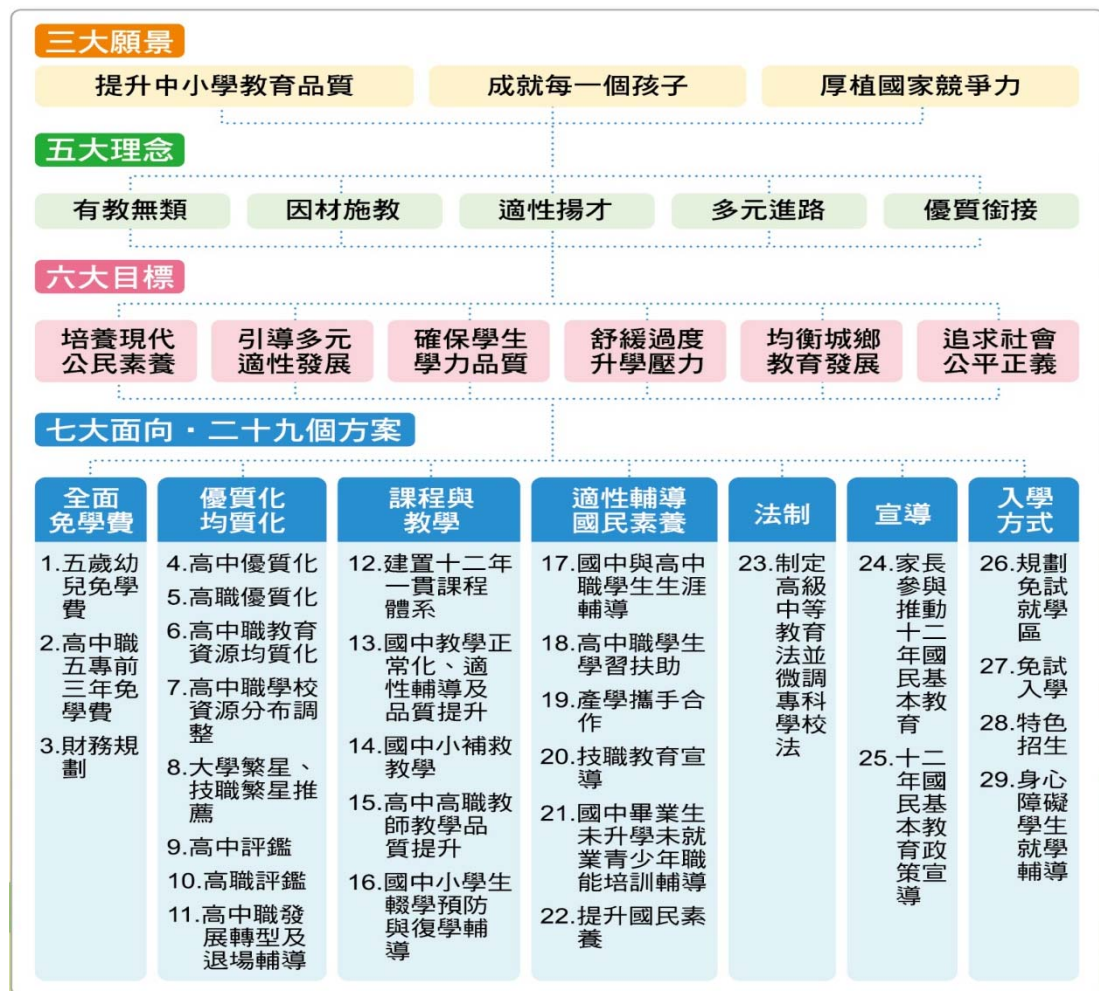 三大願景
提升中小學教育品質
成就每一個孩子
厚植國家競爭力
五大理念
有教無類
因材施教
適性揚才
多元進路
優質銜接
六大目標
培養現代
公民素養
引導多元
適性發展
確保學生
學力品質
舒緩過度
升學壓力
均衡城鄉
教育發展
追求社會
公平正義
七大面向·二十九個方案
全面
免學費
1.五歲幼
兒免學
費
2.高中職
五專前
三年免
學費
3.財務規
劃
優質化
均質化
4.高中優質化
5.高職優質化
6.高中職教育
資源均質化
7.高中職學校
資源分布調
整
8.大學繁星、
技職繁星推
薦
9.高中評鑑
10.高職評鑑
11.高中職發
展轉型及
退場輔導
課程與
教學
12.建置十二年
一貫課程
體系
13.國中教學正
常化、適
性輔導及
品質提升
14.國中小補救
教學
15.高中高職教
師教學品
質提升
16.國中小學生
輟學預防
與復學輔
導
適性輔導
國民素養
17.國中與高中
職學生生涯
輔導
18.高中職學生
學習扶助
19.產學攜手合
作
20.技職教育宣
導
21.國中畢業生
未升學未就
業青少年職
能培訓輔導
22.提升國民素
養
法制
23.制定
高級
中等
教育
法並
微調
專科
學校
法
宣導
24.家長
參與
推動
十二
年國
民基
本教
育
25.十二
年國
民基
本教
育政
策宣
導
入學
方式
26.規劃
免試
就學
區
27.免試
入學
28.特色
招生
29.身心
障礙
學生
就學
輔導